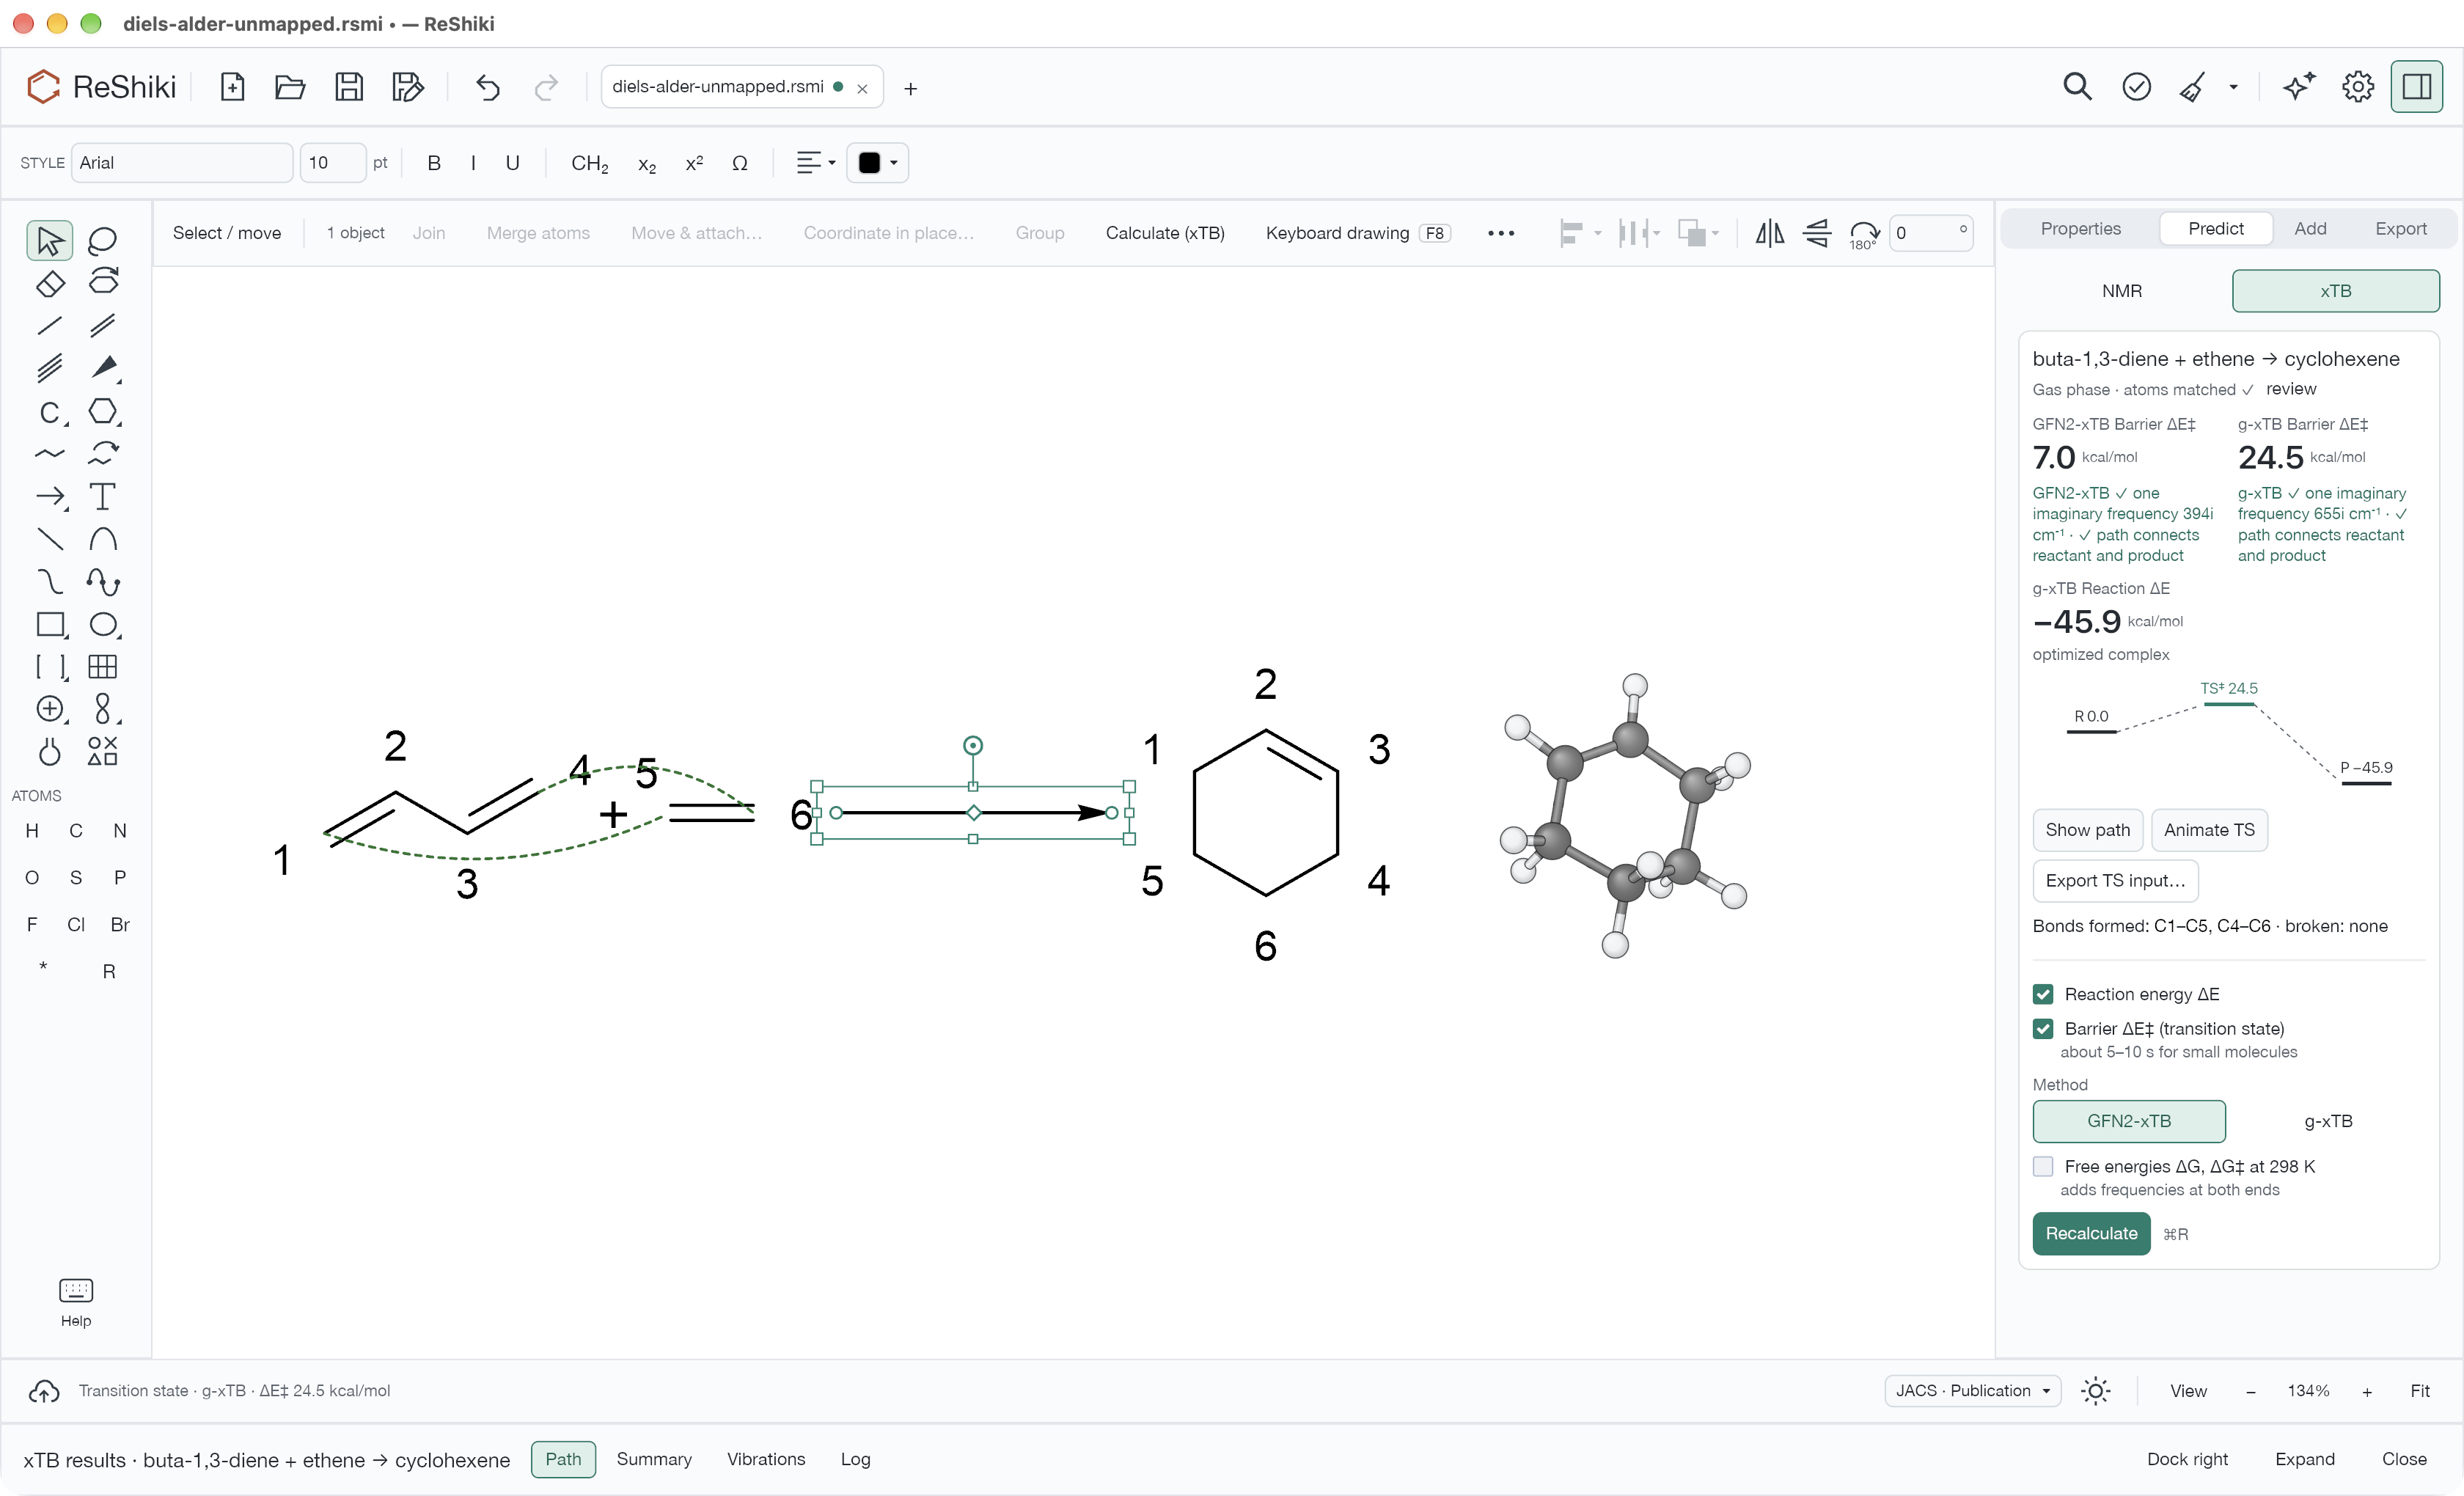 diels-alder-unmapped.rsmi • — ReShiki
ReShiki
diels-alder-unmapped.rsmi ● × +
STYLE Arial 10 pt B I U CH₂ x₂ x² Ω
Select / move 1 object Join Merge atoms Move & attach... Coordinate in place... Group Calculate (xTB) Keyboard drawing F8 ••• 180° 0 °
Properties Predict Add Export
NMR xTB
C
T
ATOMS
H C N
O S P
F Cl Br
* R
Help
1
2
3
4
+
5
6
1
2
3
4
5
6
buta-1,3-diene + ethene → cyclohexene
Gas phase · atoms matched ✓ review
GFN2-xTB Barrier ΔE‡
7.0 kcal/mol
GFN2-xTB ✓ one
imaginary frequency 394i
cm⁻¹ · ✓ path connects
reactant and product
g-xTB Barrier ΔE‡
24.5 kcal/mol
g-xTB ✓ one imaginary
frequency 655i cm⁻¹ · ✓
path connects reactant
and product
g-xTB Reaction ΔE
−45.9 kcal/mol
optimized complex
R 0.0
TS‡ 24.5
P −45.9
Show path Animate TS
Export TS input...
Bonds formed: C1–C5, C4–C6 · broken: none
Reaction energy ΔE
Barrier ΔE‡ (transition state)
about 5–10 s for small molecules
Method
GFN2-xTB g-xTB
Free energies ΔG, ΔG‡ at 298 K
adds frequencies at both ends
Recalculate ⌘R
Transition state · g-xTB · ΔE‡ 24.5 kcal/mol
JACS · Publication View − 134% + Fit
xTB results · buta-1,3-diene + ethene → cyclohexene Path Summary Vibrations Log Dock right Expand Close